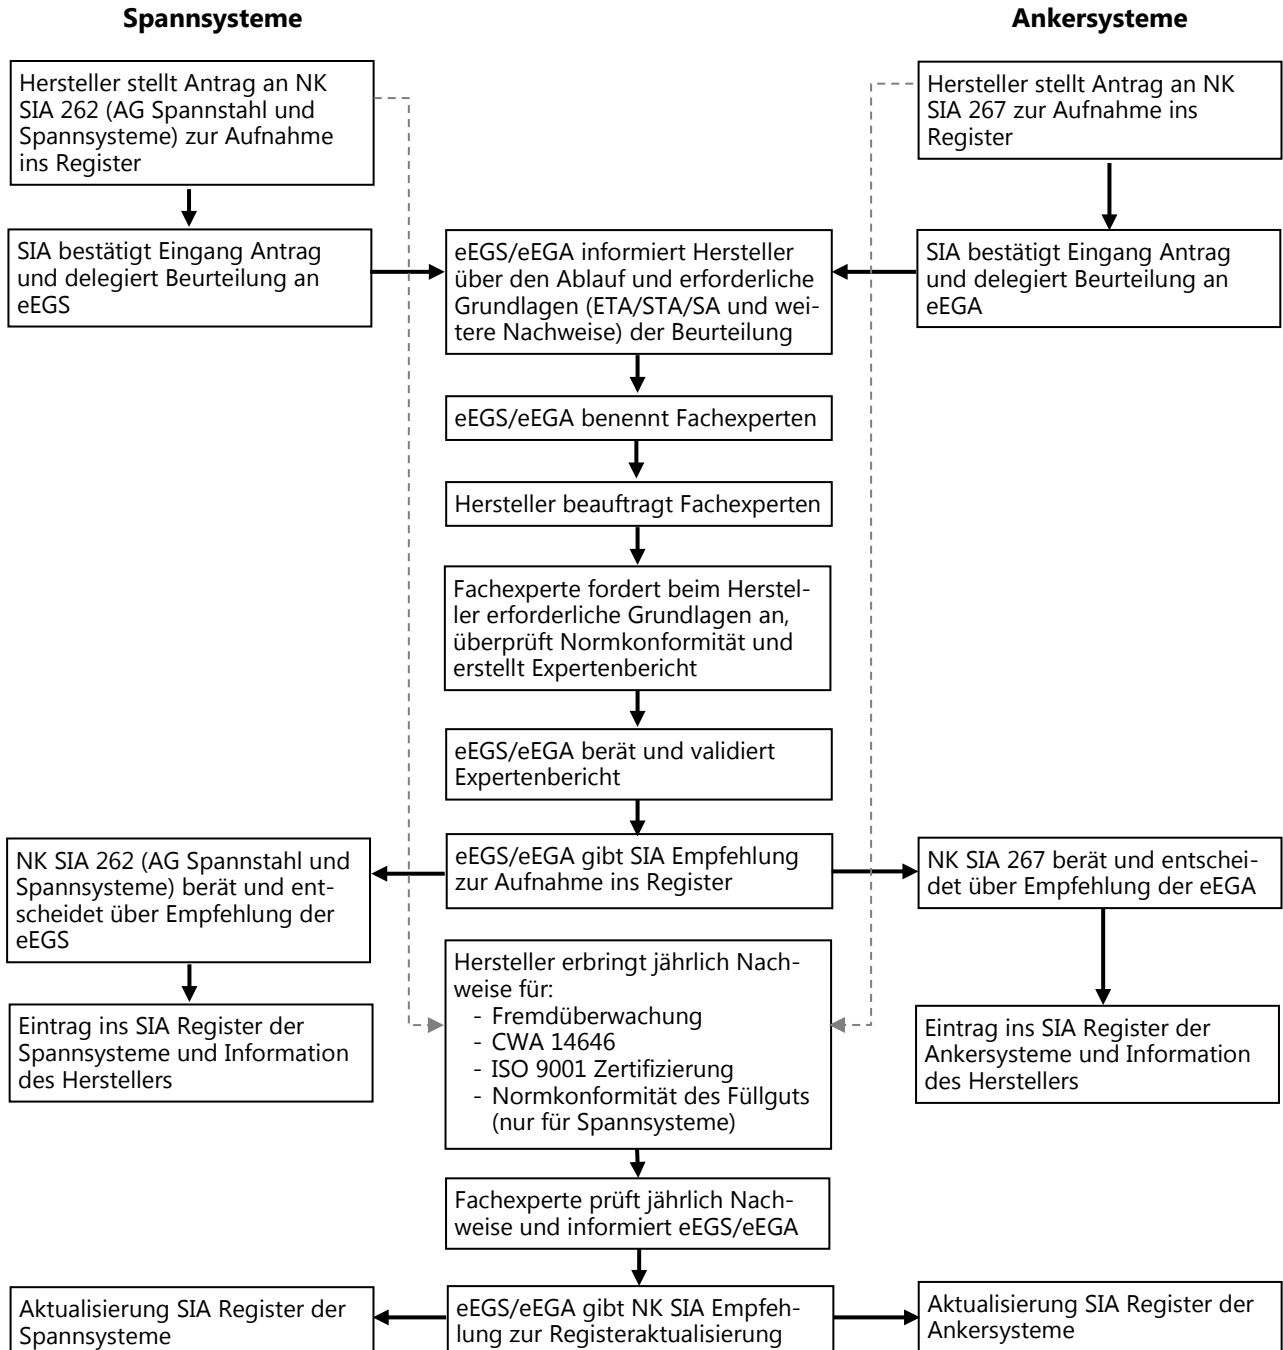 Spannsysteme
Ankersysteme
Hersteller stellt Antrag an NK
SIA 262 (AG Spannstahl und
Spannsysteme) zur Aufnahme
ins Register
Hersteller stellt Antrag an NK
SIA 267 zur Aufnahme ins
Register
SIA bestätigt Eingang Antrag
und delegiert Beurteilung an
eEGS
eEGS/eEGA informiert Hersteller
über den Ablauf und erforderliche
Grundlagen (ETA/STA/SA und wei-
tere Nachweise) der Beurteilung
SIA bestätigt Eingang Antrag
und delegiert Beurteilung an
eEGA
eEGS/eEGA benennt Fachexperten
Hersteller beauftragt Fachexperten
Fachexperte fordert beim Herstel-
ler erforderliche Grundlagen an,
überprüft Normkonformität und
erstellt Expertenbericht
eEGS/eEGA berät und validiert
Expertenbericht
NK SIA 262 (AG Spannstahl und
Spannsysteme) berät und ent-
scheidet über Empfehlung der
eEGS
eEGS/eEGA gibt SIA Empfehlung
zur Aufnahme ins Register
NK SIA 267 berät und entschei-
det über Empfehlung der eEGA
Eintrag ins SIA Register der
Spannsysteme und Information
des Herstellers
Hersteller erbringt jährlich Nach-
weise für:
- Fremdüberwachung
- CWA 14646
- ISO 9001 Zertifizierung
- Normkonformität des Füllguts
(nur für Spannsysteme)
Eintrag ins SIA Register der
Ankersysteme und Information
des Herstellers
Fachexperte prüft jährlich Nach-
weise und informiert eEGS/eEGA
Aktualisierung SIA Register der
Spannsysteme
eEGS/eEGA gibt NK SIA Empfeh-
lung zur Registeraktualisierung
Aktualisierung SIA Register der
Ankersysteme